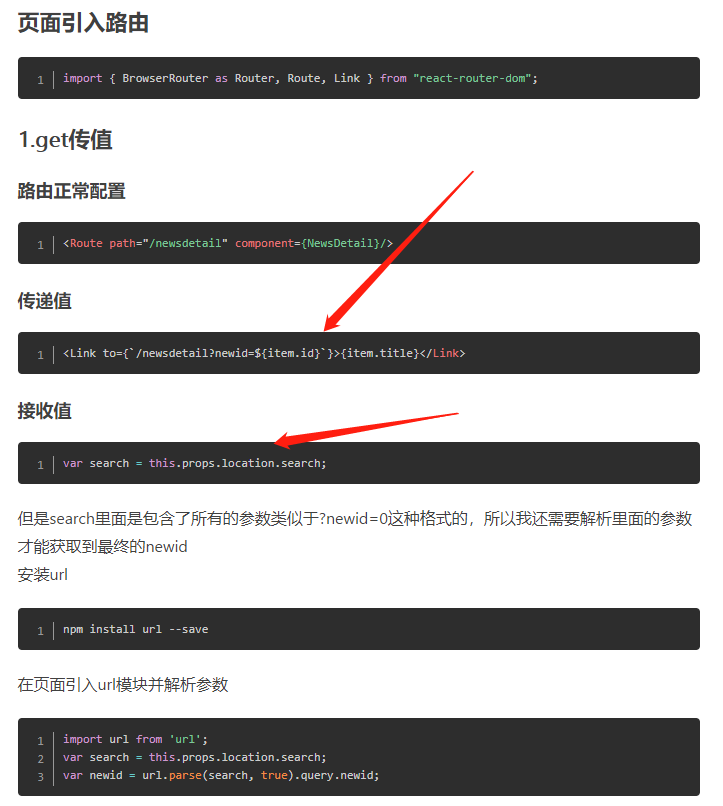 页面引入路由
1 import { BrowserRouter as Router, Route, Link } from "react-router-dom";
1.get传值
路由正常配置
1 <Route path="/newsdetail" component={NewsDetail}/>
传递值
1 <Link to={`/newsdetail?newid=${item.id}`}>{item.title}</Link>
接收值
1 var search = this.props.location.search;
但是search里面是包含了所有的参数类似于?newid=0这种格式的，所以我还需要解析里面的参数
才能获取到最终的newid
安装url
1 npm install url --save
在页面引入url模块并解析参数
1 import url from 'url';
2 var search = this.props.location.search;
3 var newid = url.parse(search, true).query.newid;